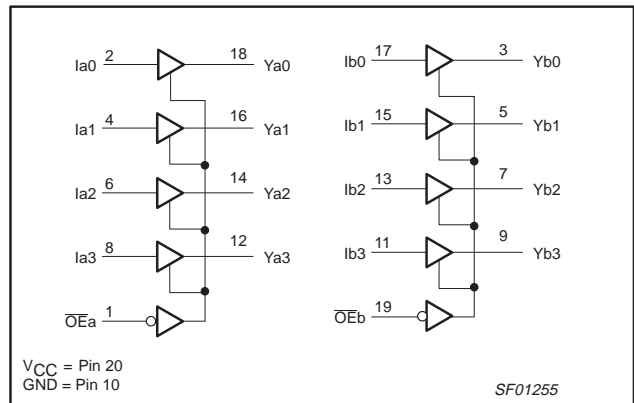 Ia0 2 18 Ya0
Ia1 4 16 Ya1
Ia2 6 14 Ya2
Ia3 8 12 Ya3
O̅E̅a 1
Ib0 17 3 Yb0
Ib1 15 5 Yb1
Ib2 13 7 Yb2
Ib3 11 9 Yb3
O̅E̅b 19
VCC = Pin 20
GND = Pin 10
SF01255